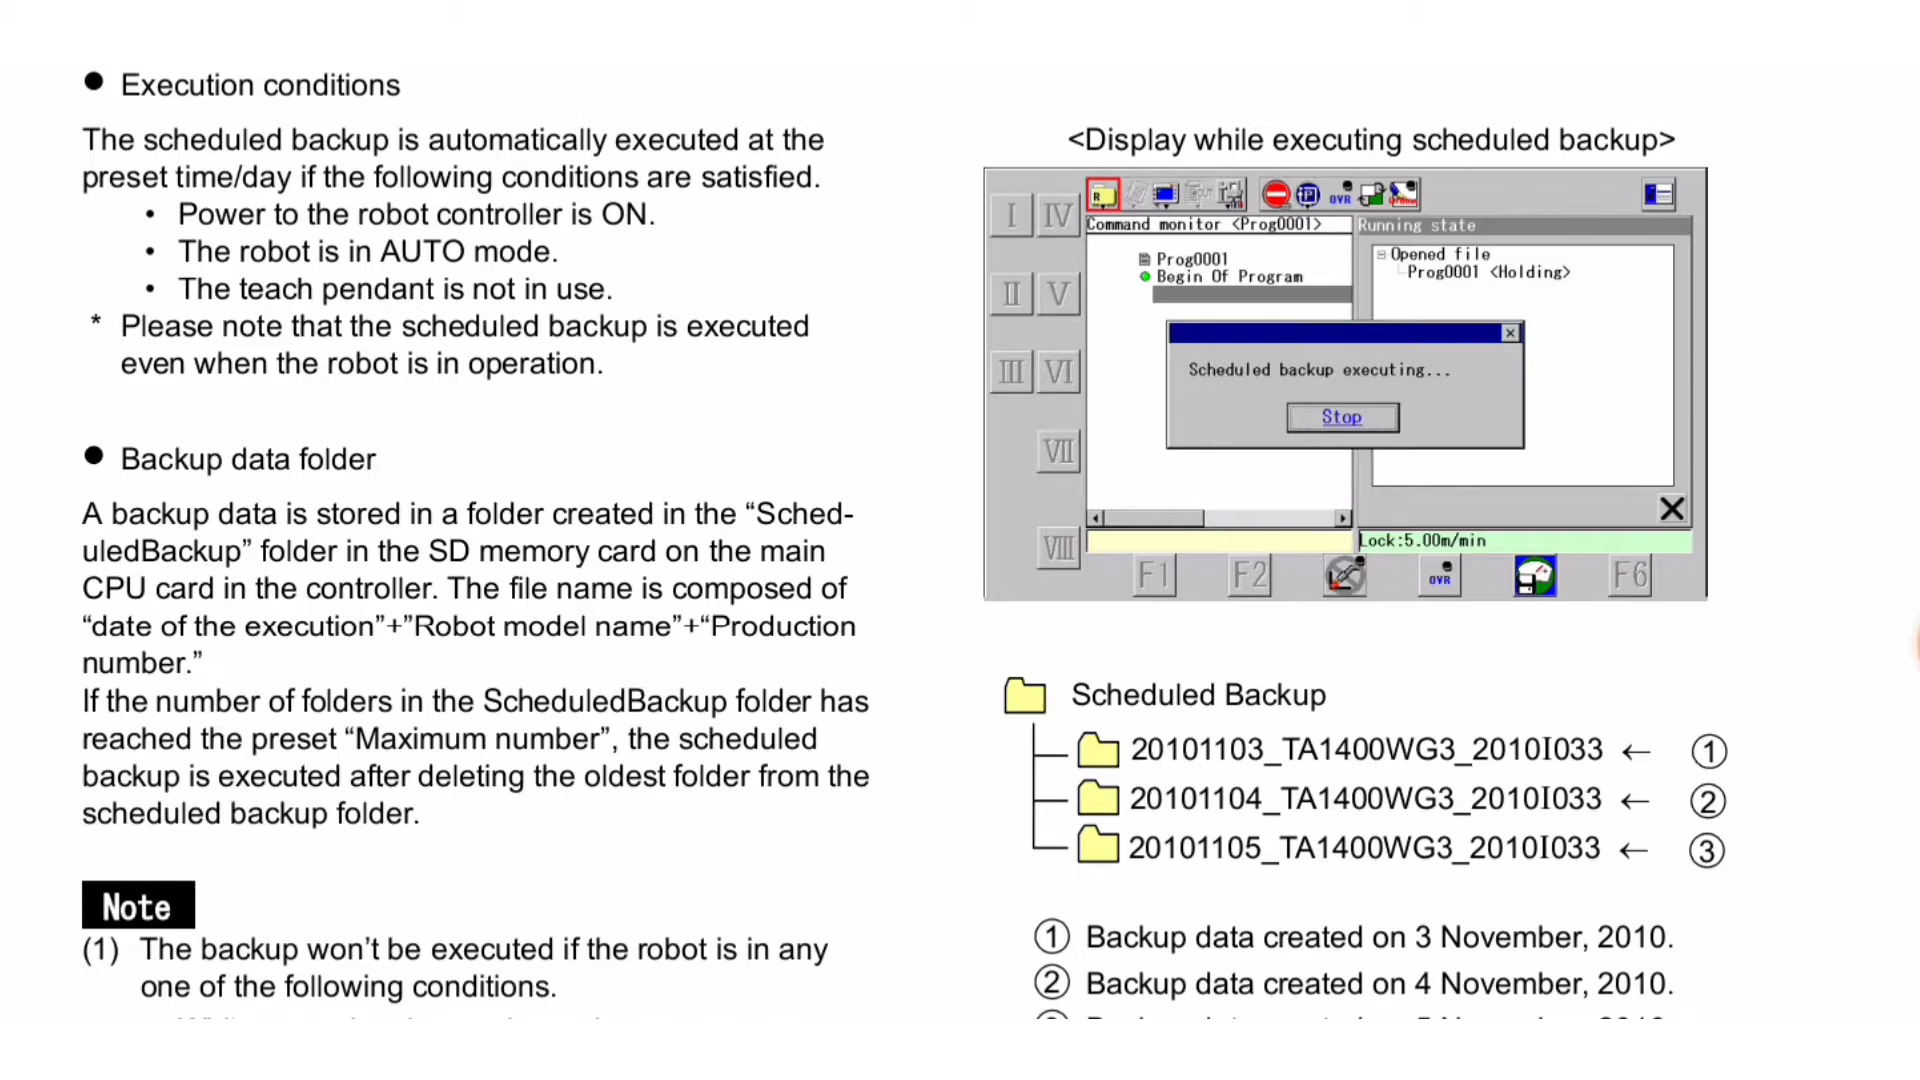 ● Execution conditions
The scheduled backup is automatically executed at the
preset time/day if the following conditions are satisfied.
• Power to the robot controller is ON.
• The robot is in AUTO mode.
• The teach pendant is not in use.
* Please note that the scheduled backup is executed
even when the robot is in operation.
● Backup data folder
A backup data is stored in a folder created in the “Sched-
uledBackup” folder in the SD memory card on the main
CPU card in the controller. The file name is composed of
“date of the execution”+”Robot model name”+“Production
number.”
If the number of folders in the ScheduledBackup folder has
reached the preset “Maximum number”, the scheduled
backup is executed after deleting the oldest folder from the
scheduled backup folder.
Note
(1) The backup won’t be executed if the robot is in any
one of the following conditions.
<Display while executing scheduled backup>
I IV
II V
III VI
VII
VIII
R
OVR
Command monitor <Prog0001>
Prog0001
Begin Of Program
Running state
Opened file
Prog0001 <Holding>
Scheduled backup executing...
Stop
Lock:5.00m/min
F1 F2 OVR F6
Scheduled Backup
20101103_TA1400WG3_2010I033 ← ①
20101104_TA1400WG3_2010I033 ← ②
20101105_TA1400WG3_2010I033 ← ③
① Backup data created on 3 November, 2010.
② Backup data created on 4 November, 2010.